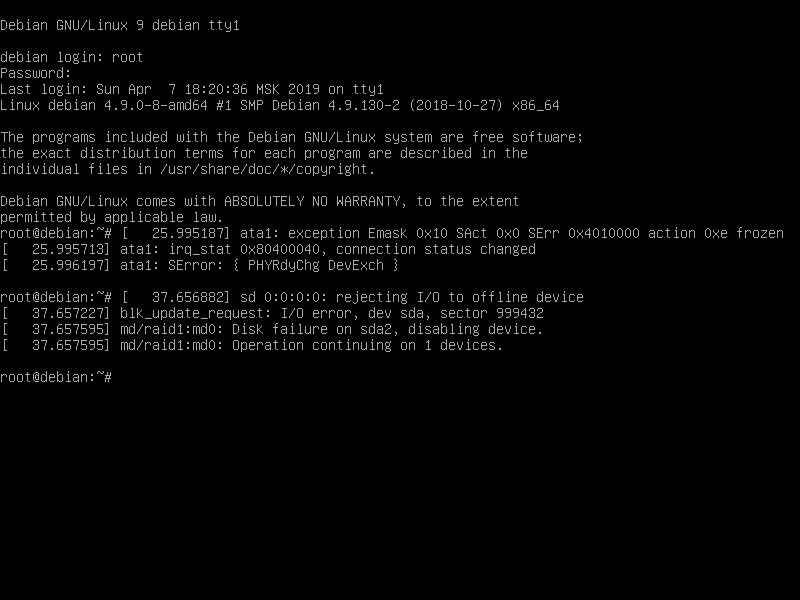 Debian GNU/Linux 9 debian tty1
debian login: root
Password:
Last login: Sun Apr  7 18:20:36 MSK 2019 on tty1
Linux debian 4.9.0-8-amd64 #1 SMP Debian 4.9.130-2 (2018-10-27) x86_64
The programs included with the Debian GNU/Linux system are free software;
the exact distribution terms for each program are described in the
individual files in /usr/share/doc/*/copyright.
Debian GNU/Linux comes with ABSOLUTELY NO WARRANTY, to the extent
permitted by applicable law.
root@debian:~# [   25.995187] ata1: exception Emask 0x10 SAct 0x0 SErr 0x4010000 action 0xe frozen
[   25.995713] ata1: irq_stat 0x80400040, connection status changed
[   25.996197] ata1: SError: { PHYRdyChg DevExch }
root@debian:~# [   37.656882] sd 0:0:0:0: rejecting I/O to offline device
[   37.657227] blk_update_request: I/O error, dev sda, sector 999432
[   37.657595] md/raid1:md0: Disk failure on sda2, disabling device.
[   37.657595] md/raid1:md0: Operation continuing on 1 devices.
root@debian:~#